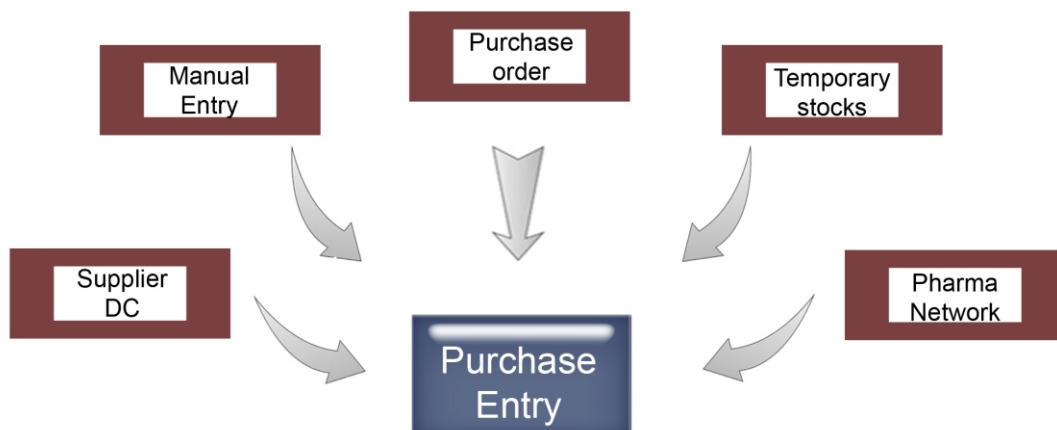 Purchase
order
Manual
Entry
Temporary
stocks
Supplier
DC
Pharma
Network
Purchase
Entry